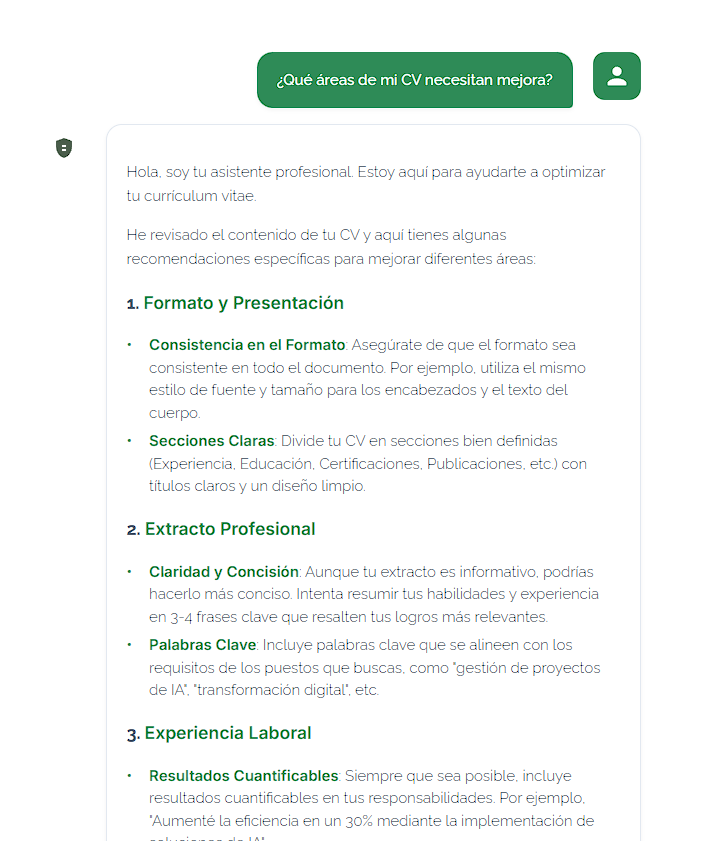 ¿Qué áreas de mi CV necesitan mejora?
Hola, soy tu asistente profesional. Estoy aquí para ayudarte a optimizar
tu currículum vitae.
He revisado el contenido de tu CV y aquí tienes algunas
recomendaciones específicas para mejorar diferentes áreas:
1. Formato y Presentación
• Consistencia en el Formato: Asegúrate de que el formato sea
consistente en todo el documento. Por ejemplo, utiliza el mismo
estilo de fuente y tamaño para los encabezados y el texto del
cuerpo.
• Secciones Claras: Divide tu CV en secciones bien definidas
(Experiencia, Educación, Certificaciones, Publicaciones, etc.) con
títulos claros y un diseño limpio.
2. Extracto Profesional
• Claridad y Concisión: Aunque tu extracto es informativo, podrías
hacerlo más conciso. Intenta resumir tus habilidades y experiencia
en 3-4 frases clave que resalten tus logros más relevantes.
• Palabras Clave: Incluye palabras clave que se alineen con los
requisitos de los puestos que buscas, como "gestión de proyectos
de IA", "transformación digital", etc.
3. Experiencia Laboral
• Resultados Cuantificables: Siempre que sea posible, incluye
resultados cuantificables en tus responsabilidades. Por ejemplo,
"Aumenté la eficiencia en un 30% mediante la implementación de
soluciones de IA".